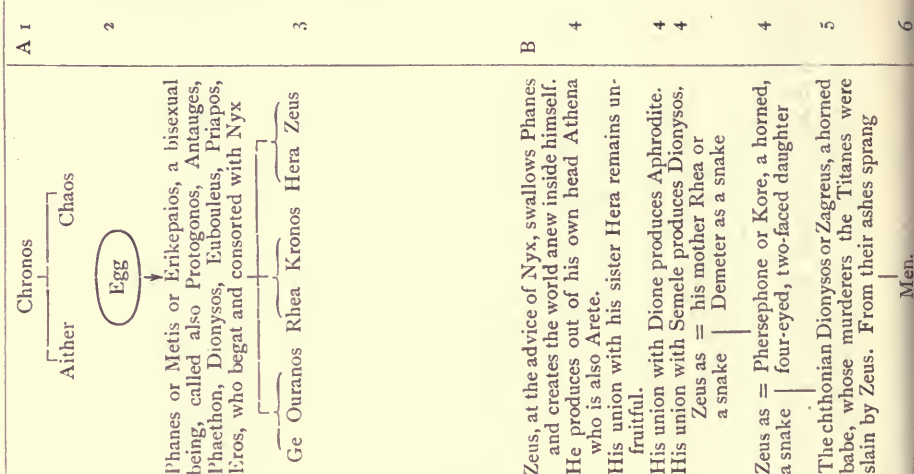 Chronos A 1
Aither Chaos
Egg 2
Phanes or Metis or Erikepaios, a bisexual
being, called also Protogonos, Antauges,
Phaethon, Dionysos, Eubouleus, Priapos,
Eros, who begat and consorted with Nyx
Ge Ouranos Rhea Kronos Hera Zeus 3
Zeus, at the advice of Nyx, swallows Phanes B
and creates the world anew inside himself.
He produces out of his own head Athena 4
who is also Arete.
His union with his sister Hera remains un-
fruitful.
His union with Dione produces Aphrodite. 4
His union with Semele produces Dionysos, 4
Zeus as = his mother Rhea or
a snake Demeter as a snake
Zeus as = Phersephone or Kore, a horned, 4
a snake four-eyed, two-faced daughter
The chthonian Dionysos or Zagreus, a horned 5
babe, whose murderers the Titanes were
slain by Zeus. From their ashes sprang
Men. 6